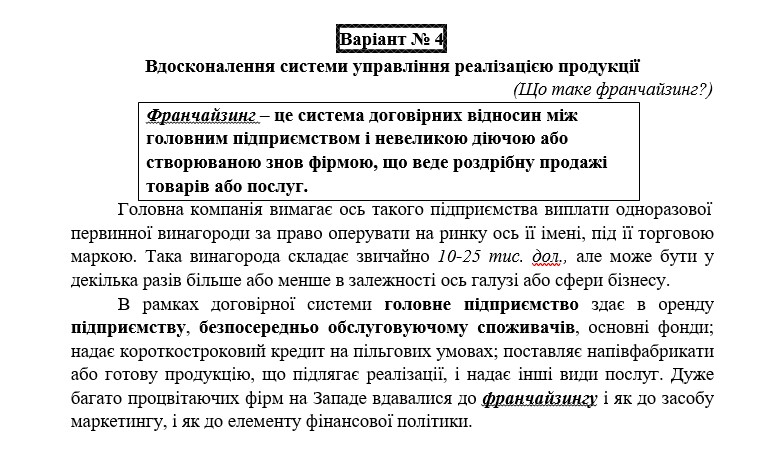 Варіант № 4
Вдосконалення системи управління реалізацією продукції
(Що таке франчайзинг?)
Франчайзинг – це система договірних відносин між
головним підприємством і невеликою діючою або
створюваною знов фірмою, що веде роздрібну продажі
товарів або послуг.
Головна компанія вимагає ось такого підприємства виплати одноразової
первинної винагороди за право оперувати на ринку ось її імені, під її торговою
маркою. Така винагорода складає звичайно 10-25 тис. дол., але може бути у
декілька разів більше або менше в залежності ось галузі або сфери бізнесу.
В рамках договірної системи головне підприємство здає в оренду
підприємству, безпосередньо обслуговуючому споживачів, основні фонди;
надає короткостроковий кредит на пільгових умовах; поставляє напівфабрикати
або готову продукцію, що підлягає реалізації, і надає інші види послуг. Дуже
багато процвітаючих фірм на Западе вдавалися до франчайзингу і як до засобу
маркетингу, і як до елементу фінансової політики.